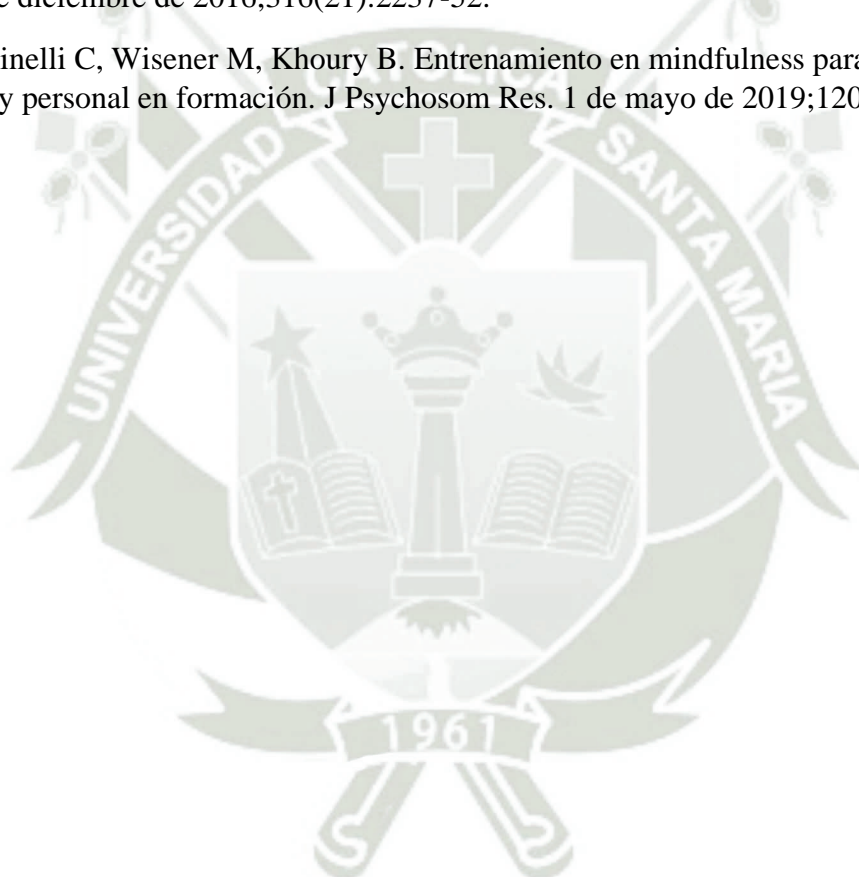 e diciembre de 2016;316(21):2237-52.
inelli C, Wisener M, Khoury B. Entrenamiento en mindfulness para
y personal en formación. J Psychosom Res. 1 de mayo de 2019;120
UNIVERSIDAD CATOLICA SANTA MARIA
1961